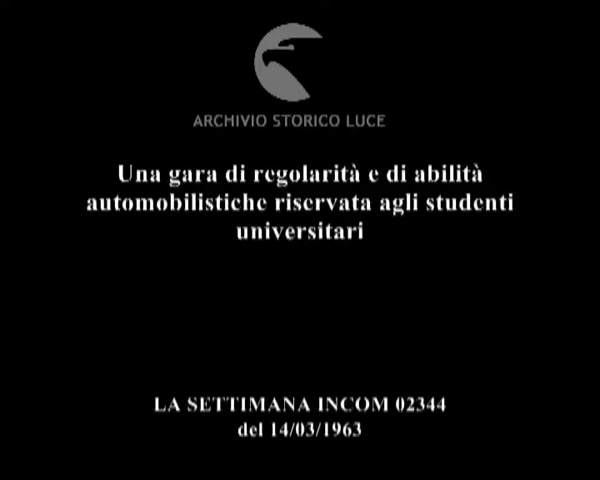 ARCHIVIO STORICO LUCE
Una gara di regolarità e di abilità
automobilistiche riservata agli studenti
universitari
LA SETTIMANA INCOM 02344
del 14/03/1963